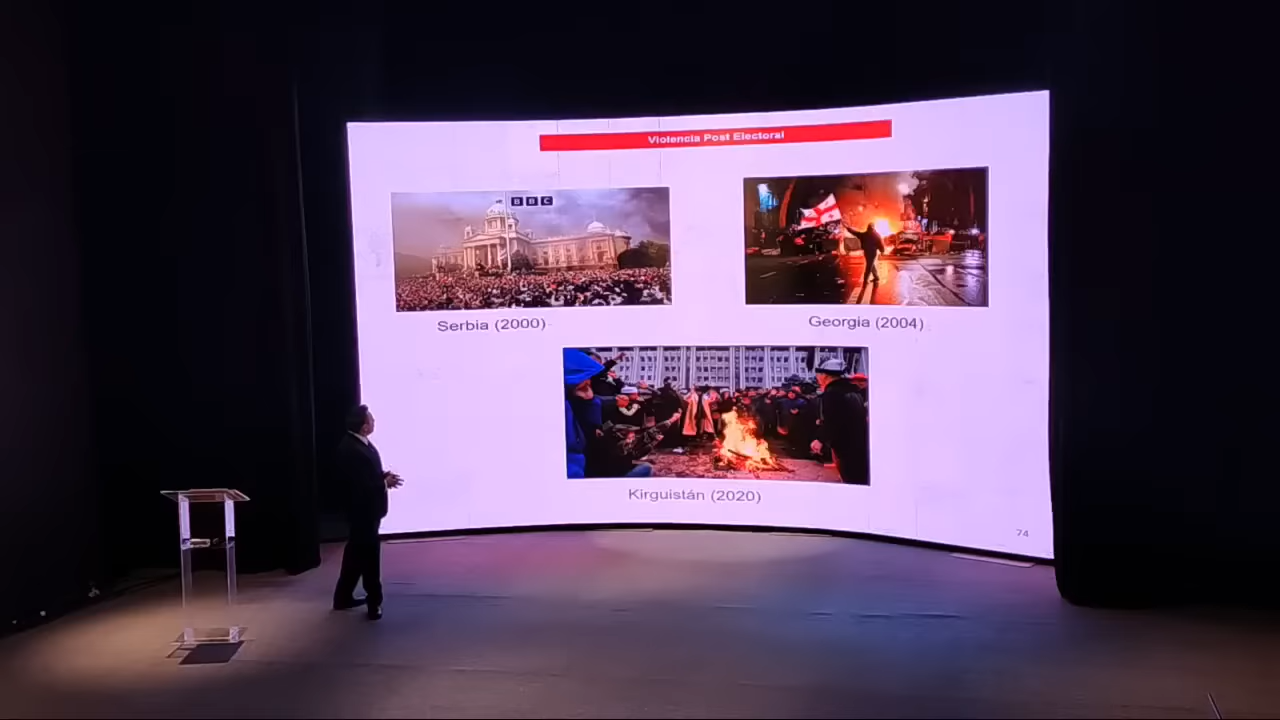 Violencia Post Electoral
BBC
Serbia (2000)
Georgia (2004)
Kirguistán (2020)
74